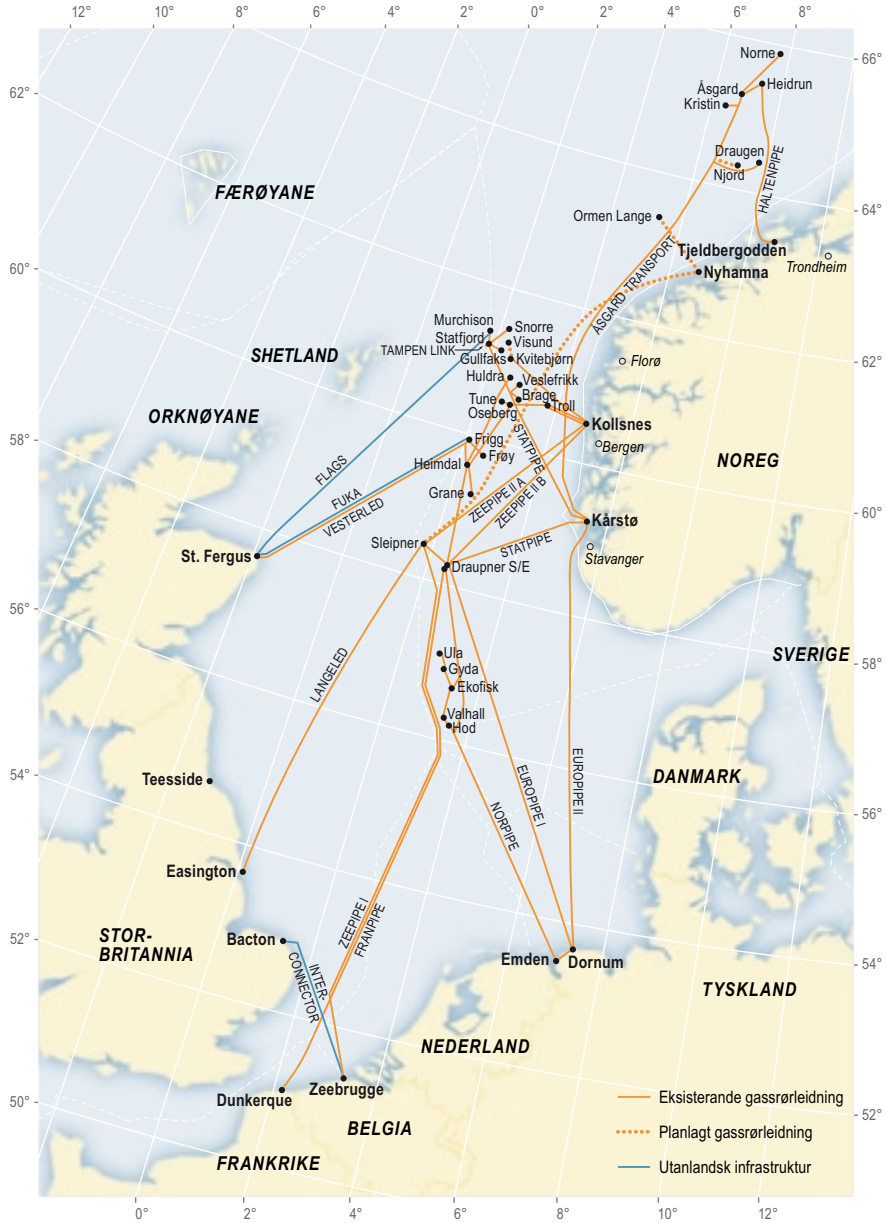 12°
10°
8°
6°
4°
2°
0°
2°
4°
6°
8°
66°
62°
Norne
Heidrun
Åsgard
Kristin
Draugen
Njord
HALTENPIPE
FÆRØYANE
64°
Ormen Lange
Tjeldbergodden
Trondheim
Nyhamna
60°
ÅSGARD TRANSPORT
Murchison
Snorre
Statfjord
Visund
TAMPEN LINK
Gullfaks
Kvitebjørn
SHETLAND
Florø
62°
Huldra
Veslefrikk
Tune
Brage
Oseberg
Troll
ORKNØYANE
Kollsnes
58°
Bergen
STATPIPE
Frigg
Frøy
Heimdal
NOREG
FLAGS
FUKA
VESTERLED
Grane
ZEEPIPE II A
ZEEPIPE II B
60°
Kårstø
Sleipner
STATPIPE
Stavanger
St. Fergus
Draupner S/E
56°
Ula
Gyda
SVERIGE
58°
LANGELED
Ekofisk
Valhall
Hod
54°
Teesside
EUROPIPE II
DANMARK
EUROPIPE I
NORPIPE
56°
Easington
ZEEPIPE I
FRANPIPE
STOR-
BRITANNIA
52°
Bacton
INTER-
CONNECTOR
Emden
Dornum
54°
TYSKLAND
NEDERLAND
Zeebrugge
Dunkerque
50°
Eksisterande gassrørleidning
52°
BELGIA
Planlagt gassrørleidning
FRANKRIKE
Utanlandsk infrastruktur
0°
2°
4°
6°
8°
10°
12°